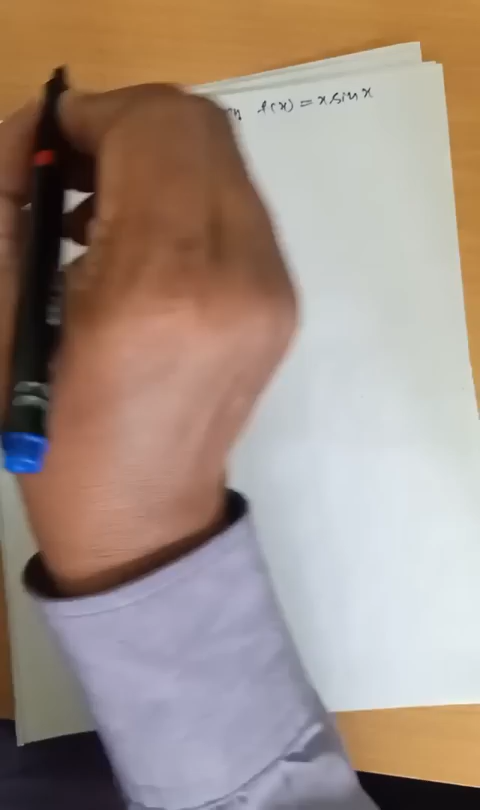 f(x) = x sin x